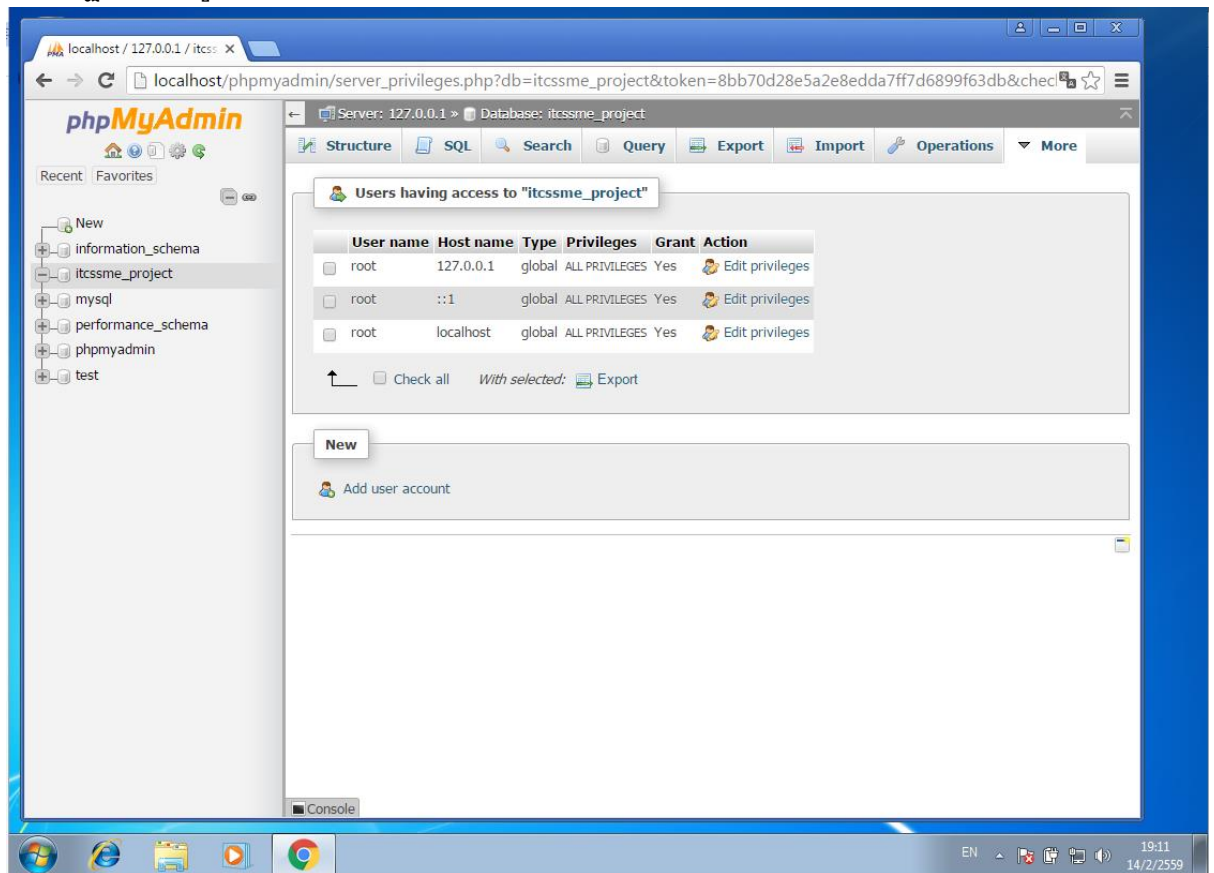 localhost / 127.0.0.1 / itcss
localhost/phpmyadmin/server_privileges.php?db=itcssme_project&token=8bb70d28e5a2e8edda7ff7d6899f63db&chec
phpMyAdmin
Recent Favorites
New
information_schema
itcssme_project
mysql
performance_schema
phpmyadmin
test
Server: 127.0.0.1 » Database: itcssme_project
Structure SQL Search Query Export Import Operations More
Users having access to "itcssme_project"
User name Host name Type Privileges Grant Action
root 127.0.0.1 global ALL PRIVILEGES Yes Edit privileges
root ::1 global ALL PRIVILEGES Yes Edit privileges
root localhost global ALL PRIVILEGES Yes Edit privileges
Check all With selected: Export
New
Add user account
Console
EN
19:11
14/2/2559